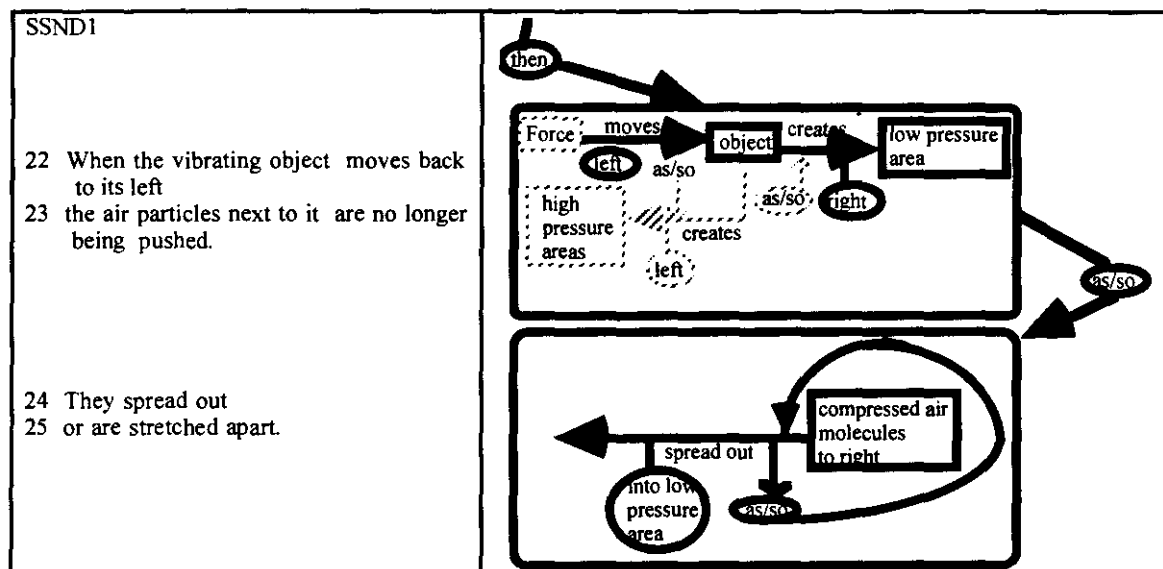 SSND1
22 When the vibrating object moves back
to its left
23 the air particles next to it are no longer
being pushed.
24 They spread out
25 or are stretched apart.
then
Force
moves
object
creates
low pressure
area
left
as/so
as/so
right
high
pressure
areas
creates
left
as/so
compressed air
molecules
to right
spread out
into low
pressure
area
as/so